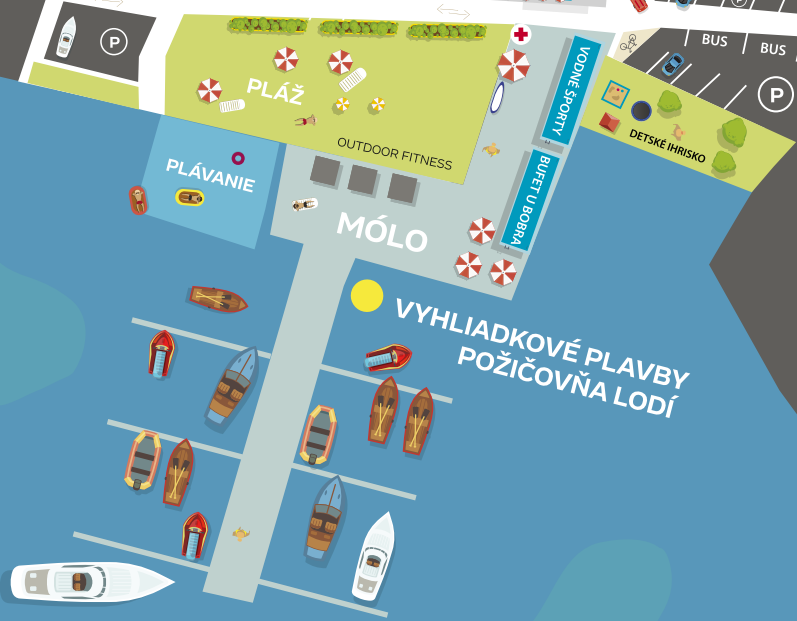 P
P
BUS
BUS
P
VODNÉ ŠPORTY
PLÁŽ
DETSKÉ IHRISKO
OUTDOOR FITNESS
PLÁVANIE
BUFET U BOBRA
MÓLO
VYHLIADKOVÉ PLAVBY
POŽIČOVŇA LODÍ